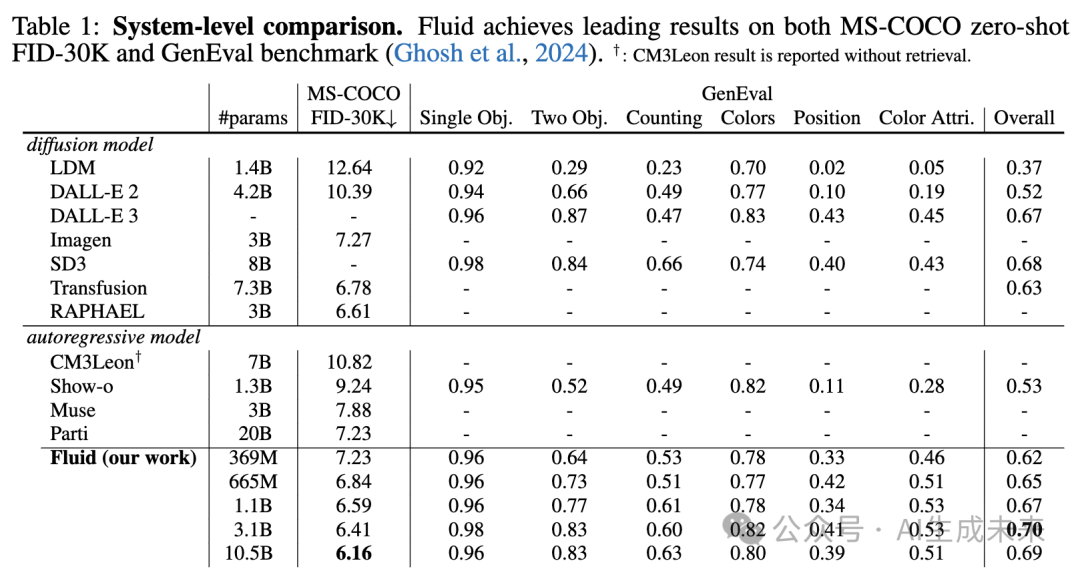 Table 1: System-level comparison. Fluid achieves leading results on both MS-COCO zero-shot
FID-30K and GenEval benchmark (Ghosh et al., 2024). †: CM3Leon result is reported without retrieval.
MS-COCO GenEval
#params FID-30K↓ Single Obj. Two Obj. Counting Colors Position Color Attri. Overall
diffusion model
LDM 1.4B 12.64 0.92 0.29 0.23 0.70 0.02 0.05 0.37
DALL-E 2 4.2B 10.39 0.94 0.66 0.49 0.77 0.10 0.19 0.52
DALL-E 3 - - 0.96 0.87 0.47 0.83 0.43 0.45 0.67
Imagen 3B 7.27 - - - - - - -
SD3 8B - 0.98 0.84 0.66 0.74 0.40 0.43 0.68
Transfusion 7.3B 6.78 - - - - - - 0.63
RAPHAEL 3B 6.61 - - - - - - -
autoregressive model
CM3Leon† 7B 10.82 - - - - - - -
Show-o 1.3B 9.24 0.95 0.52 0.49 0.82 0.11 0.28 0.53
Muse 3B 7.88 - - - - - - -
Parti 20B 7.23 - - - - - - -
Fluid (our work) 369M 7.23 0.96 0.64 0.53 0.78 0.33 0.46 0.62
665M 6.84 0.96 0.73 0.51 0.77 0.42 0.51 0.65
1.1B 6.59 0.96 0.77 0.61 0.78 0.34 0.53 0.67
3.1B 6.41 0.98 0.83 0.60 0.82 0.41 0.53 0.70
10.5B 6.16 0.96 0.83 0.63 0.80 0.39 0.51 0.69
公众号 · AI生成未来